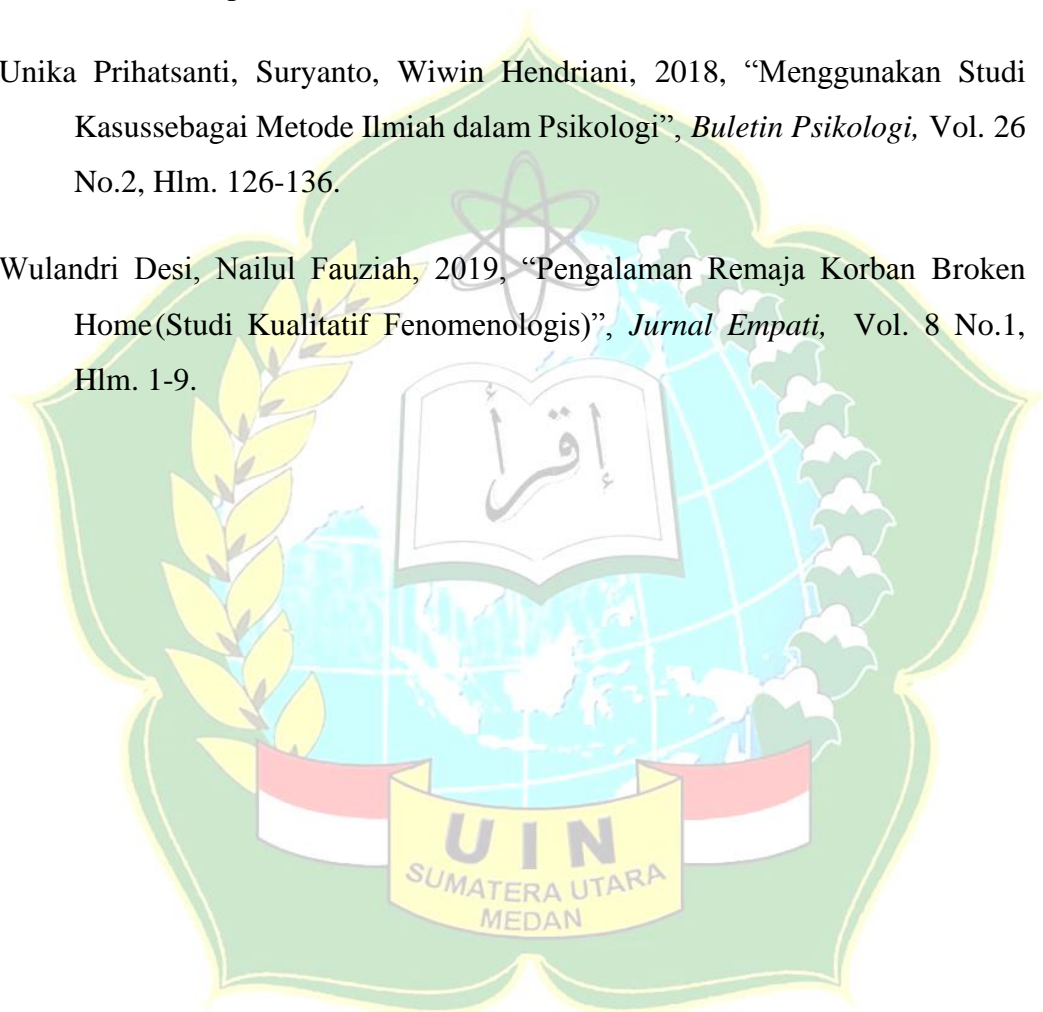 Unika Prihatsanti, Suryanto, Wiwin Hendriani, 2018, “Menggunakan Studi
Kasussebagai Metode Ilmiah dalam Psikologi”, Buletin Psikologi, Vol. 26
No.2, Hlm. 126-136.
Wulandri Desi, Nailul Fauziah, 2019, “Pengalaman Remaja Korban Broken
Home(Studi Kualitatif Fenomenologis)”, Jurnal Empati, Vol. 8 No.1,
Hlm. 1-9.
إقرأ
UIN
SUMATERA UTARA
MEDAN